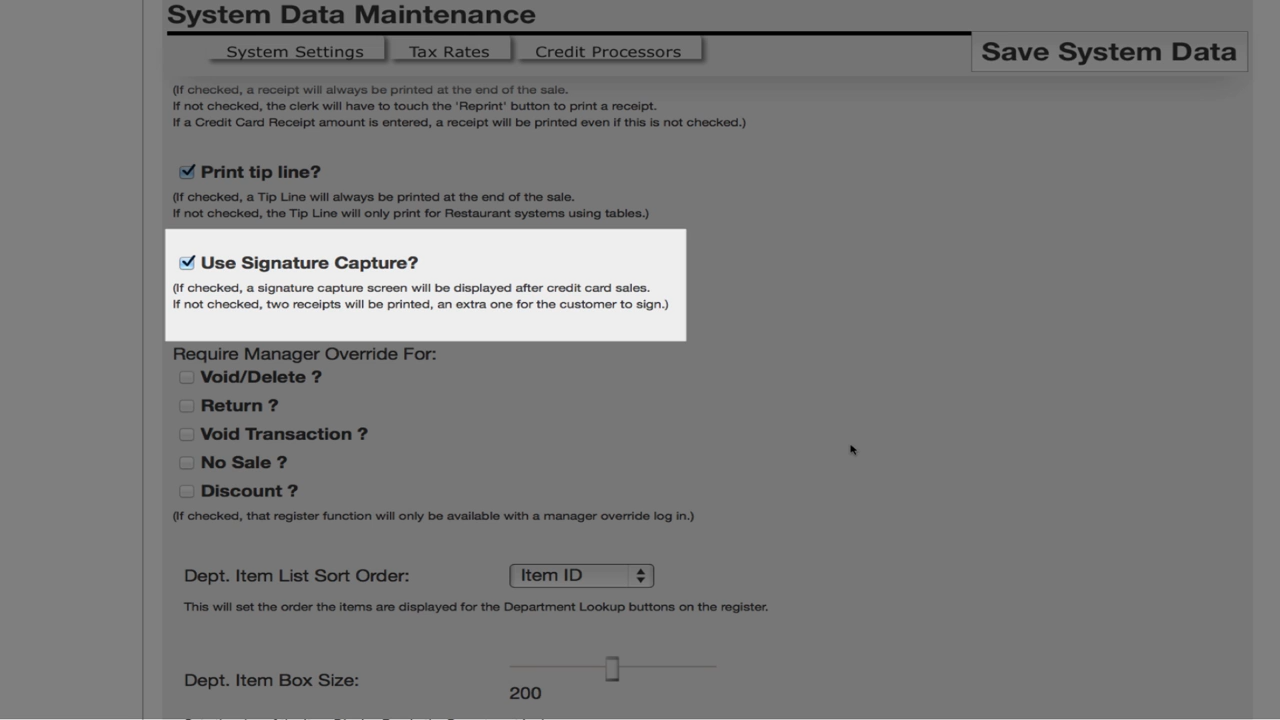 System Data Maintenance
System Settings
Tax Rates
Credit Processors
Save System Data
(If checked, a receipt will always be printed at the end of the sale.
If not checked, the clerk will have to touch the 'Reprint' button to print a receipt.
If a Credit Card Receipt amount is entered, a receipt will be printed even if this is not checked.)
Print tip line?
(If checked, a Tip Line will always be printed at the end of the sale.
If not checked, the Tip Line will only print for Restaurant systems using tables.)
Use Signature Capture?
(If checked, a signature capture screen will be displayed after credit card sales.
If not checked, two receipts will be printed, an extra one for the customer to sign.)
Require Manager Override For:
Void/Delete ?
Return ?
Void Transaction ?
No Sale ?
Discount ?
(If checked, that register function will only be available with a manager override log in.)
Dept. Item List Sort Order:
Item ID
This will set the order the items are displayed for the Department Lookup buttons on the register.
Dept. Item Box Size:
200